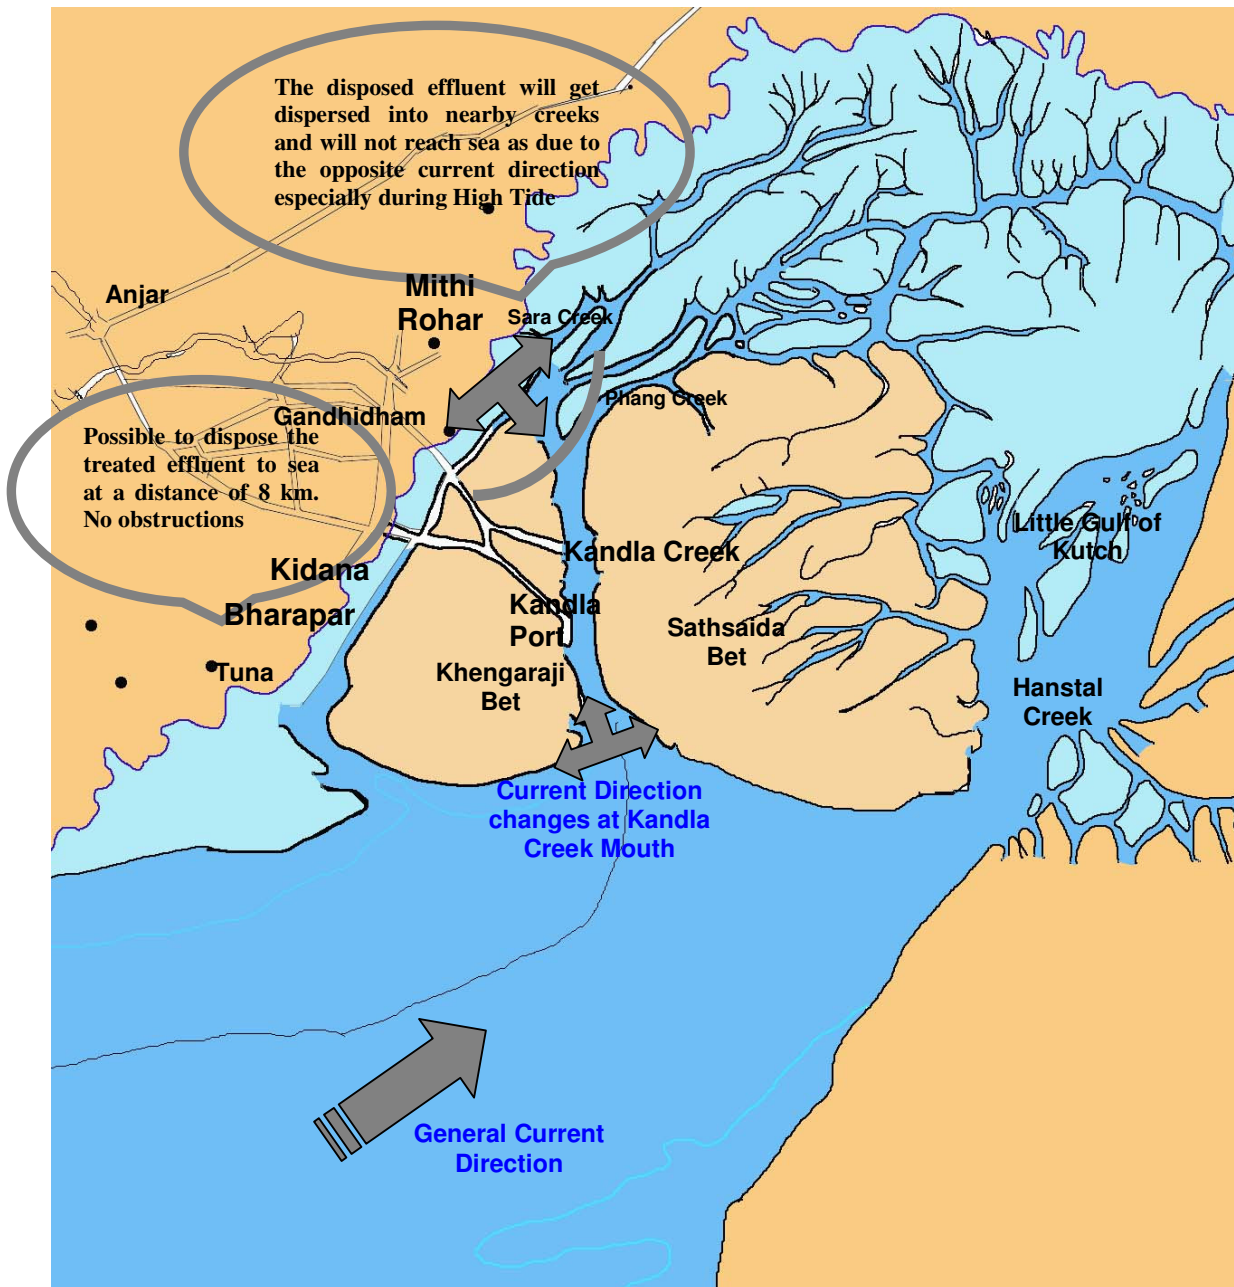 The disposed effluent will get
dispersed into nearby creeks
and will not reach sea as due to
the opposite current direction
especially during High Tide
Anjar
Mithi
Rohar
Sara Creek
Phang Creek
Gandhidham
Possible to dispose the
treated effluent to sea
at a distance of 8 km.
No obstructions
Little Gulf of
Kutch
Kandla Creek
Kidana
Bharapar
Kandla
Port
Sathsaida
Bet
Tuna
Khengaraji
Bet
Hanstal
Creek
Current Direction
changes at Kandla
Creek Mouth
General Current
Direction